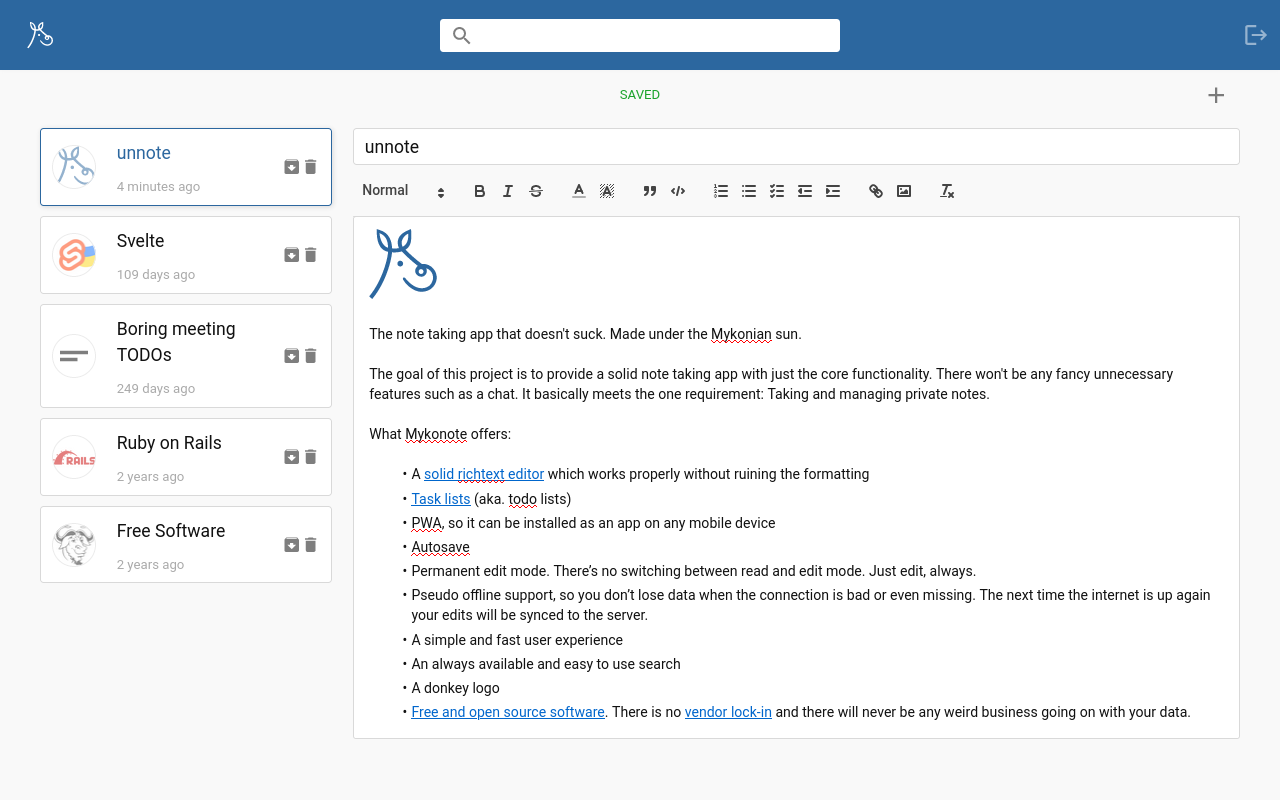 SAVED
unnote
4 minutes ago
Svelte
109 days ago
Boring meeting
TODOs
249 days ago
RAILS
Ruby on Rails
2 years ago
Free Software
2 years ago
unnote
Normal
The note taking app that doesn't suck. Made under the Mykonian sun.
The goal of this project is to provide a solid note taking app with just the core functionality. There won't be any fancy unnecessary
features such as a chat. It basically meets the one requirement: Taking and managing private notes.
What Mykonote offers:
• A solid richtext editor which works properly without ruining the formatting
• Task lists (aka. todo lists)
• PWA, so it can be installed as an app on any mobile device
• Autosave
• Permanent edit mode. There’s no switching between read and edit mode. Just edit, always.
• Pseudo offline support, so you don’t lose data when the connection is bad or even missing. The next time the internet is up again
your edits will be synced to the server.
• A simple and fast user experience
• An always available and easy to use search
• A donkey logo
• Free and open source software. There is no vendor lock-in and there will never be any weird business going on with your data.